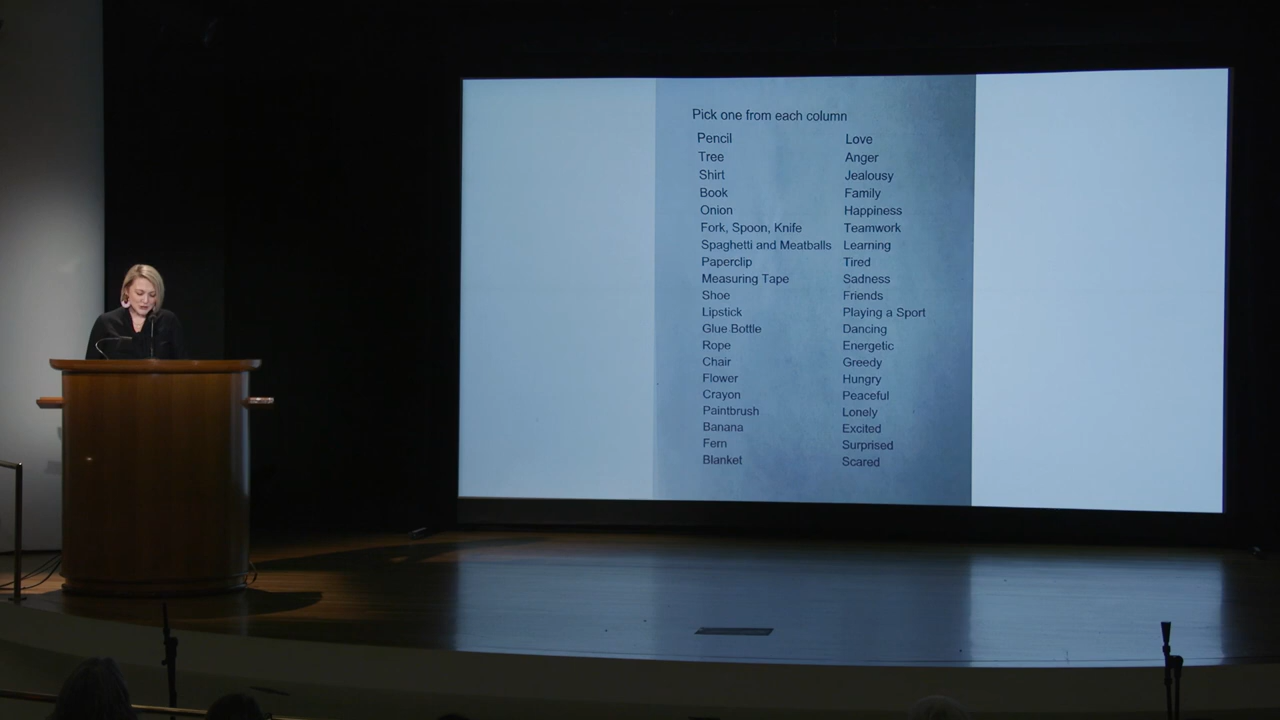 Pick one from each column
Pencil Love
Tree Anger
Shirt Jealousy
Book Family
Onion Happiness
Fork, Spoon, Knife Teamwork
Spaghetti and Meatballs Learning
Paperclip Tired
Measuring Tape Sadness
Shoe Friends
Lipstick Playing a Sport
Glue Bottle Dancing
Rope Energetic
Chair Greedy
Flower Hungry
Crayon Peaceful
Paintbrush Lonely
Banana Excited
Fern Surprised
Blanket Scared